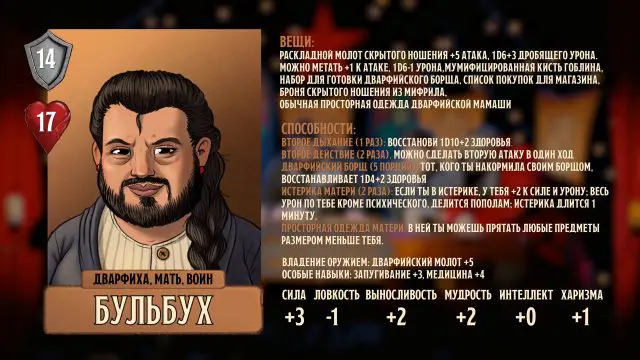 14
17
ДВАРФИХА, МАТЬ, ВОИН
БУЛЬБУХ
ВЕЩИ:
РАСКЛАДНОЙ МОЛОТ СКРЫТОГО НОШЕНИЯ +5 АТАКА, 1D6+3 ДРОБЯЩЕГО УРОНА.
МОЖНО МЕТАТЬ +1 К АТАКЕ, 1D6-1 УРОНА,МУМИФИЦИРОВАННАЯ КИСТЬ ГОБЛИНА,
НАБОР ДЛЯ ГОТОВКИ ДВАРФИЙСКОГО БОРЩА, СПИСОК ПОКУПОК ДЛЯ МАГАЗИНА,
БРОНЯ СКРЫТОГО НОШЕНИЯ ИЗ МИФРИЛА.
ОБЫЧНАЯ ПРОСТОРНАЯ ОДЕЖДА ДВАРФИЙСКОЙ МАМАШИ
СПОСОБНОСТИ:
ВТОРОЕ ДЫХАНИЕ (1 РАЗ): ВОССТАНОВИ 1D10+2 ЗДОРОВЬЯ
ВТОРОЕ ДЕЙСТВИЕ (2 РАЗА). МОЖНО СДЕЛАТЬ ВТОРУЮ АТАКУ В ОДИН ХОД
ДВАРФИЙСКИЙ БОРЩ (5 ПОРЦИЙ): ТОТ, КОГО ТЫ НАКОРМИЛА СВОИМ БОРЩОМ,
ВОССТАНАВЛИВАЕТ 1D4+2 ЗДОРОВЬЯ
ИСТЕРИКА МАТЕРИ (2 РАЗА): ЕСЛИ ТЫ В ИСТЕРИКЕ, У ТЕБЯ +2 К СИЛЕ И УРОНУ; ВЕСЬ
УРОН ПО ТЕБЕ КРОМЕ ПСИХИЧЕСКОГО, ДЕЛИТСЯ ПОПОЛАМ; ИСТЕРИКА ДЛИТСЯ 1
МИНУТУ.
ПРОСТОРНАЯ ОДЕЖДА МАТЕРИ: В НЕЙ ТЫ МОЖЕШЬ ПРЯТАТЬ ЛЮБЫЕ ПРЕДМЕТЫ
РАЗМЕРОМ МЕНЬШЕ ТЕБЯ.
ВЛАДЕНИЕ ОРУЖИЕМ: ДВАРФИЙСКИЙ МОЛОТ +5
ОСОБЫЕ НАВЫКИ: ЗАПУГИВАНИЕ +3, МЕДИЦИНА +4
СИЛА ЛОВКОСТЬ ВЫНОСЛИВОСТЬ МУДРОСТЬ ИНТЕЛЛЕКТ ХАРИЗМА
+3 -1 +2 +2 +0 +1